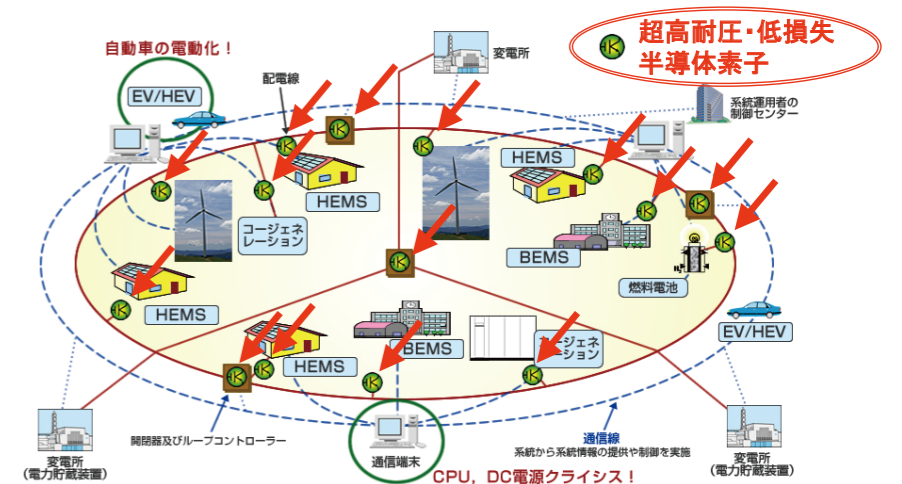 自動車の電動化！
EV/HEV
配電線
変電所
超高耐圧・低損失
半導体素子
系統運用者の
制御センター
HEMS
HEMS
コージェネ
レーション
BEMS
燃料電池
HEMS
EV/HEV
HEMS
BEMS
ージェネ
ーション
開閉器及びループコントローラー
通信端末
通信線
系統から系統情報の提供や制御を実施
変電所
(電力貯蔵装置)
変電所
(電力貯蔵装置)
CPU，DC電源クライシス！